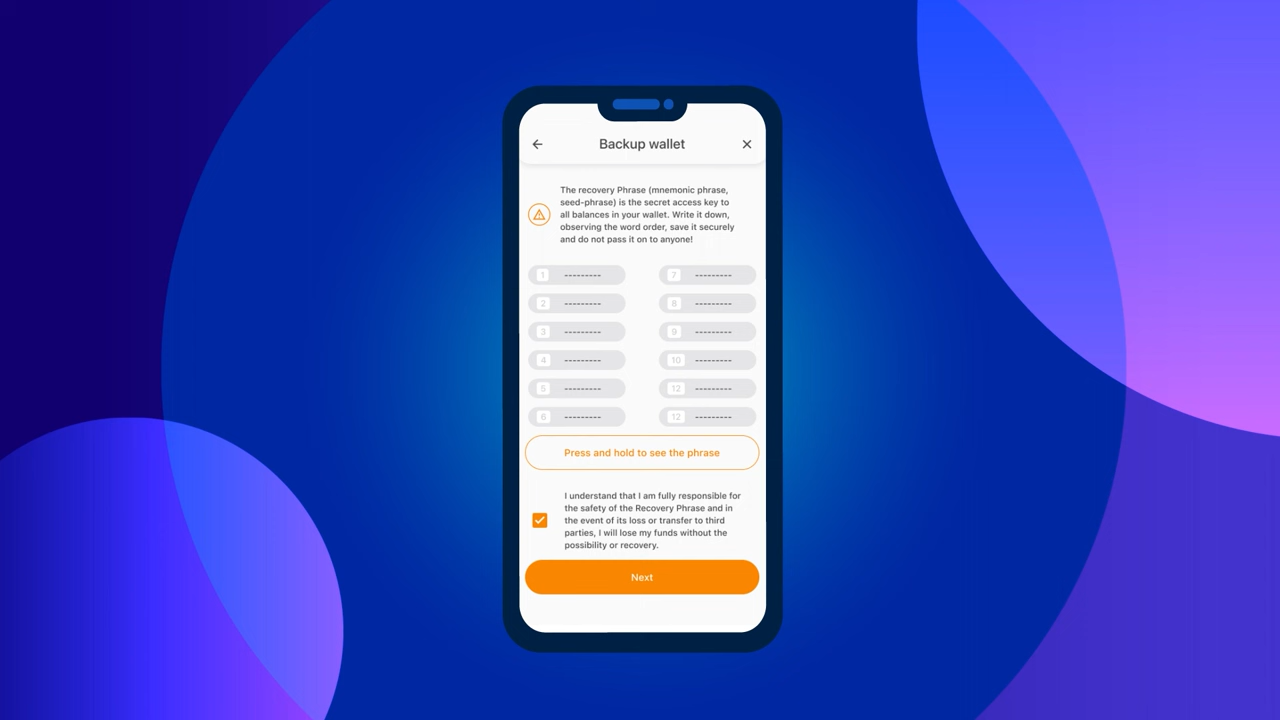 Backup wallet
The recovery Phrase (mnemonic phrase,
seed-phrase) is the secret access key to
all balances in your wallet. Write it down,
observing the word order, save it securely
and do not pass it on to anyone!
1 ---------
7 ---------
2 ---------
8 ---------
3 ---------
9 ---------
4 ---------
10 ---------
5 ---------
12 ---------
6 ---------
12 ---------
Press and hold to see the phrase
I understand that I am fully responsible for
the safety of the Recovery Phrase and in
the event of its loss or transfer to third
parties, I will lose my funds without the
possibility or recovery.
Next